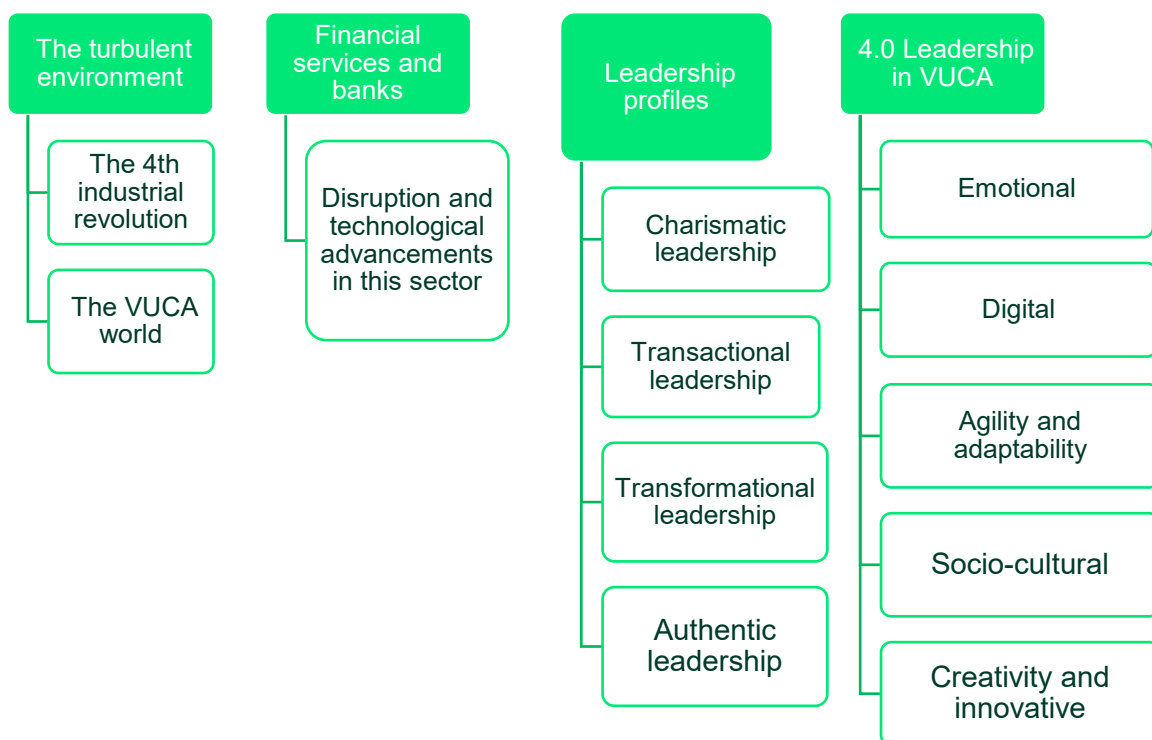 The turbulent
environment
The 4th
industrial
revolution
The VUCA
world
Financial
services and
banks
Disruption and
technological
advancements
in this sector
Leadership
profiles
Charismatic
leadership
Transactional
leadership
Transformational
leadership
Authentic
leadership
4.0 Leadership
in VUCA
Emotional
Digital
Agility and
adaptability
Socio-cultural
Creativity and
innovative